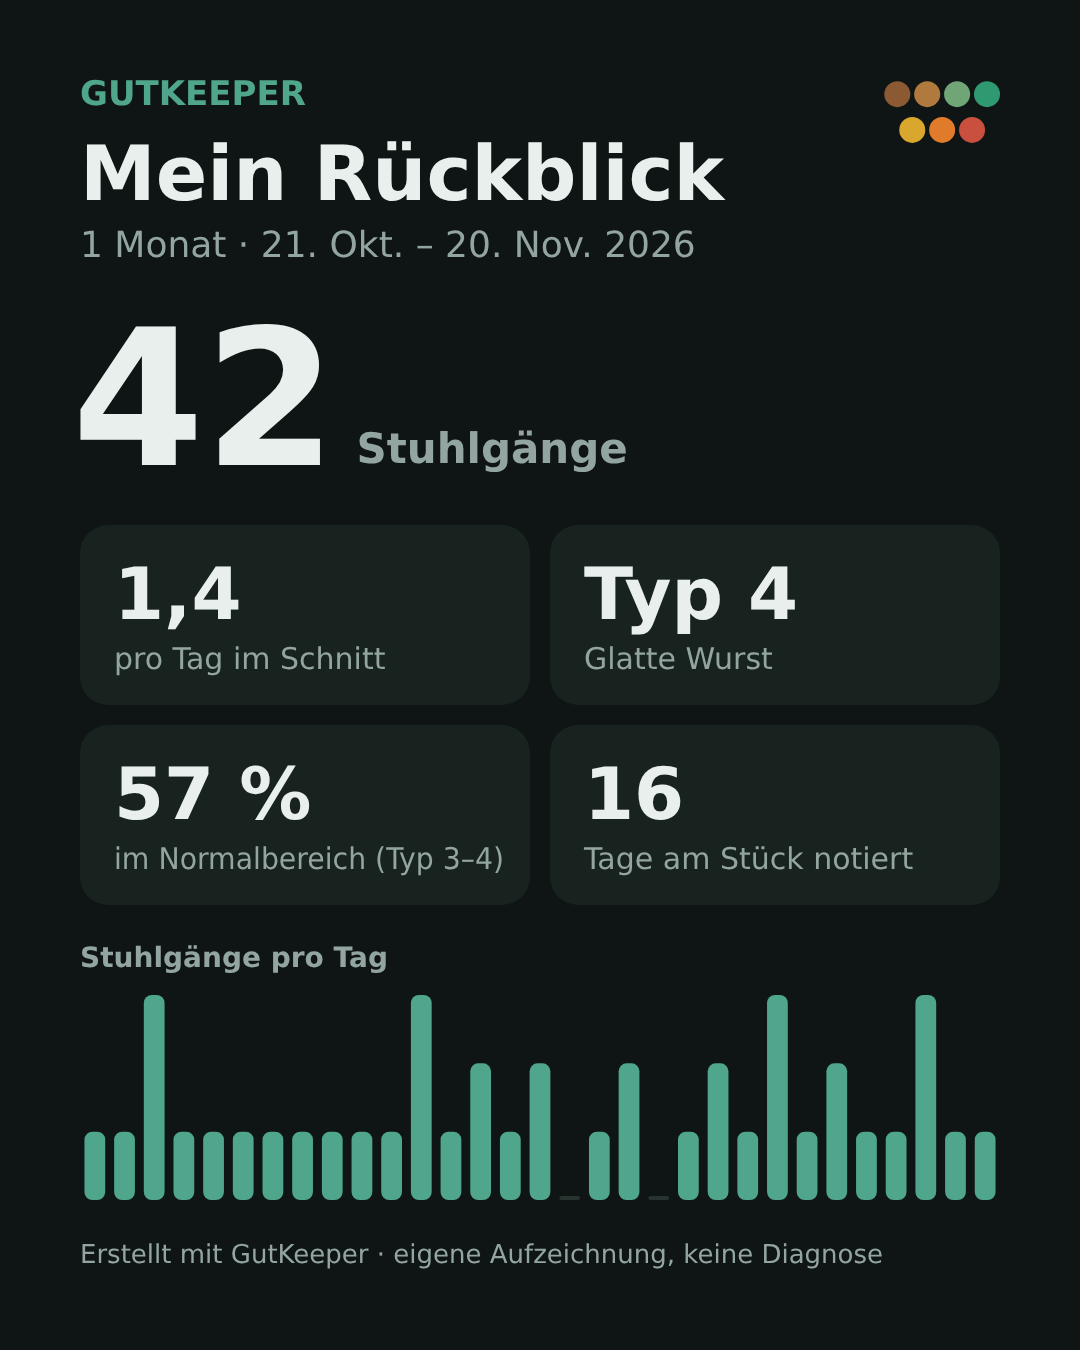 GUTKEEPER
Mein Rückblick
1 Monat · 21. Okt. – 20. Nov. 2026
42 Stuhlgänge
1,4
pro Tag im Schnitt
Typ 4
Glatte Wurst
57 %
im Normalbereich (Typ 3–4)
16
Tage am Stück notiert
Stuhlgänge pro Tag
Erstellt mit GutKeeper · eigene Aufzeichnung, keine Diagnose